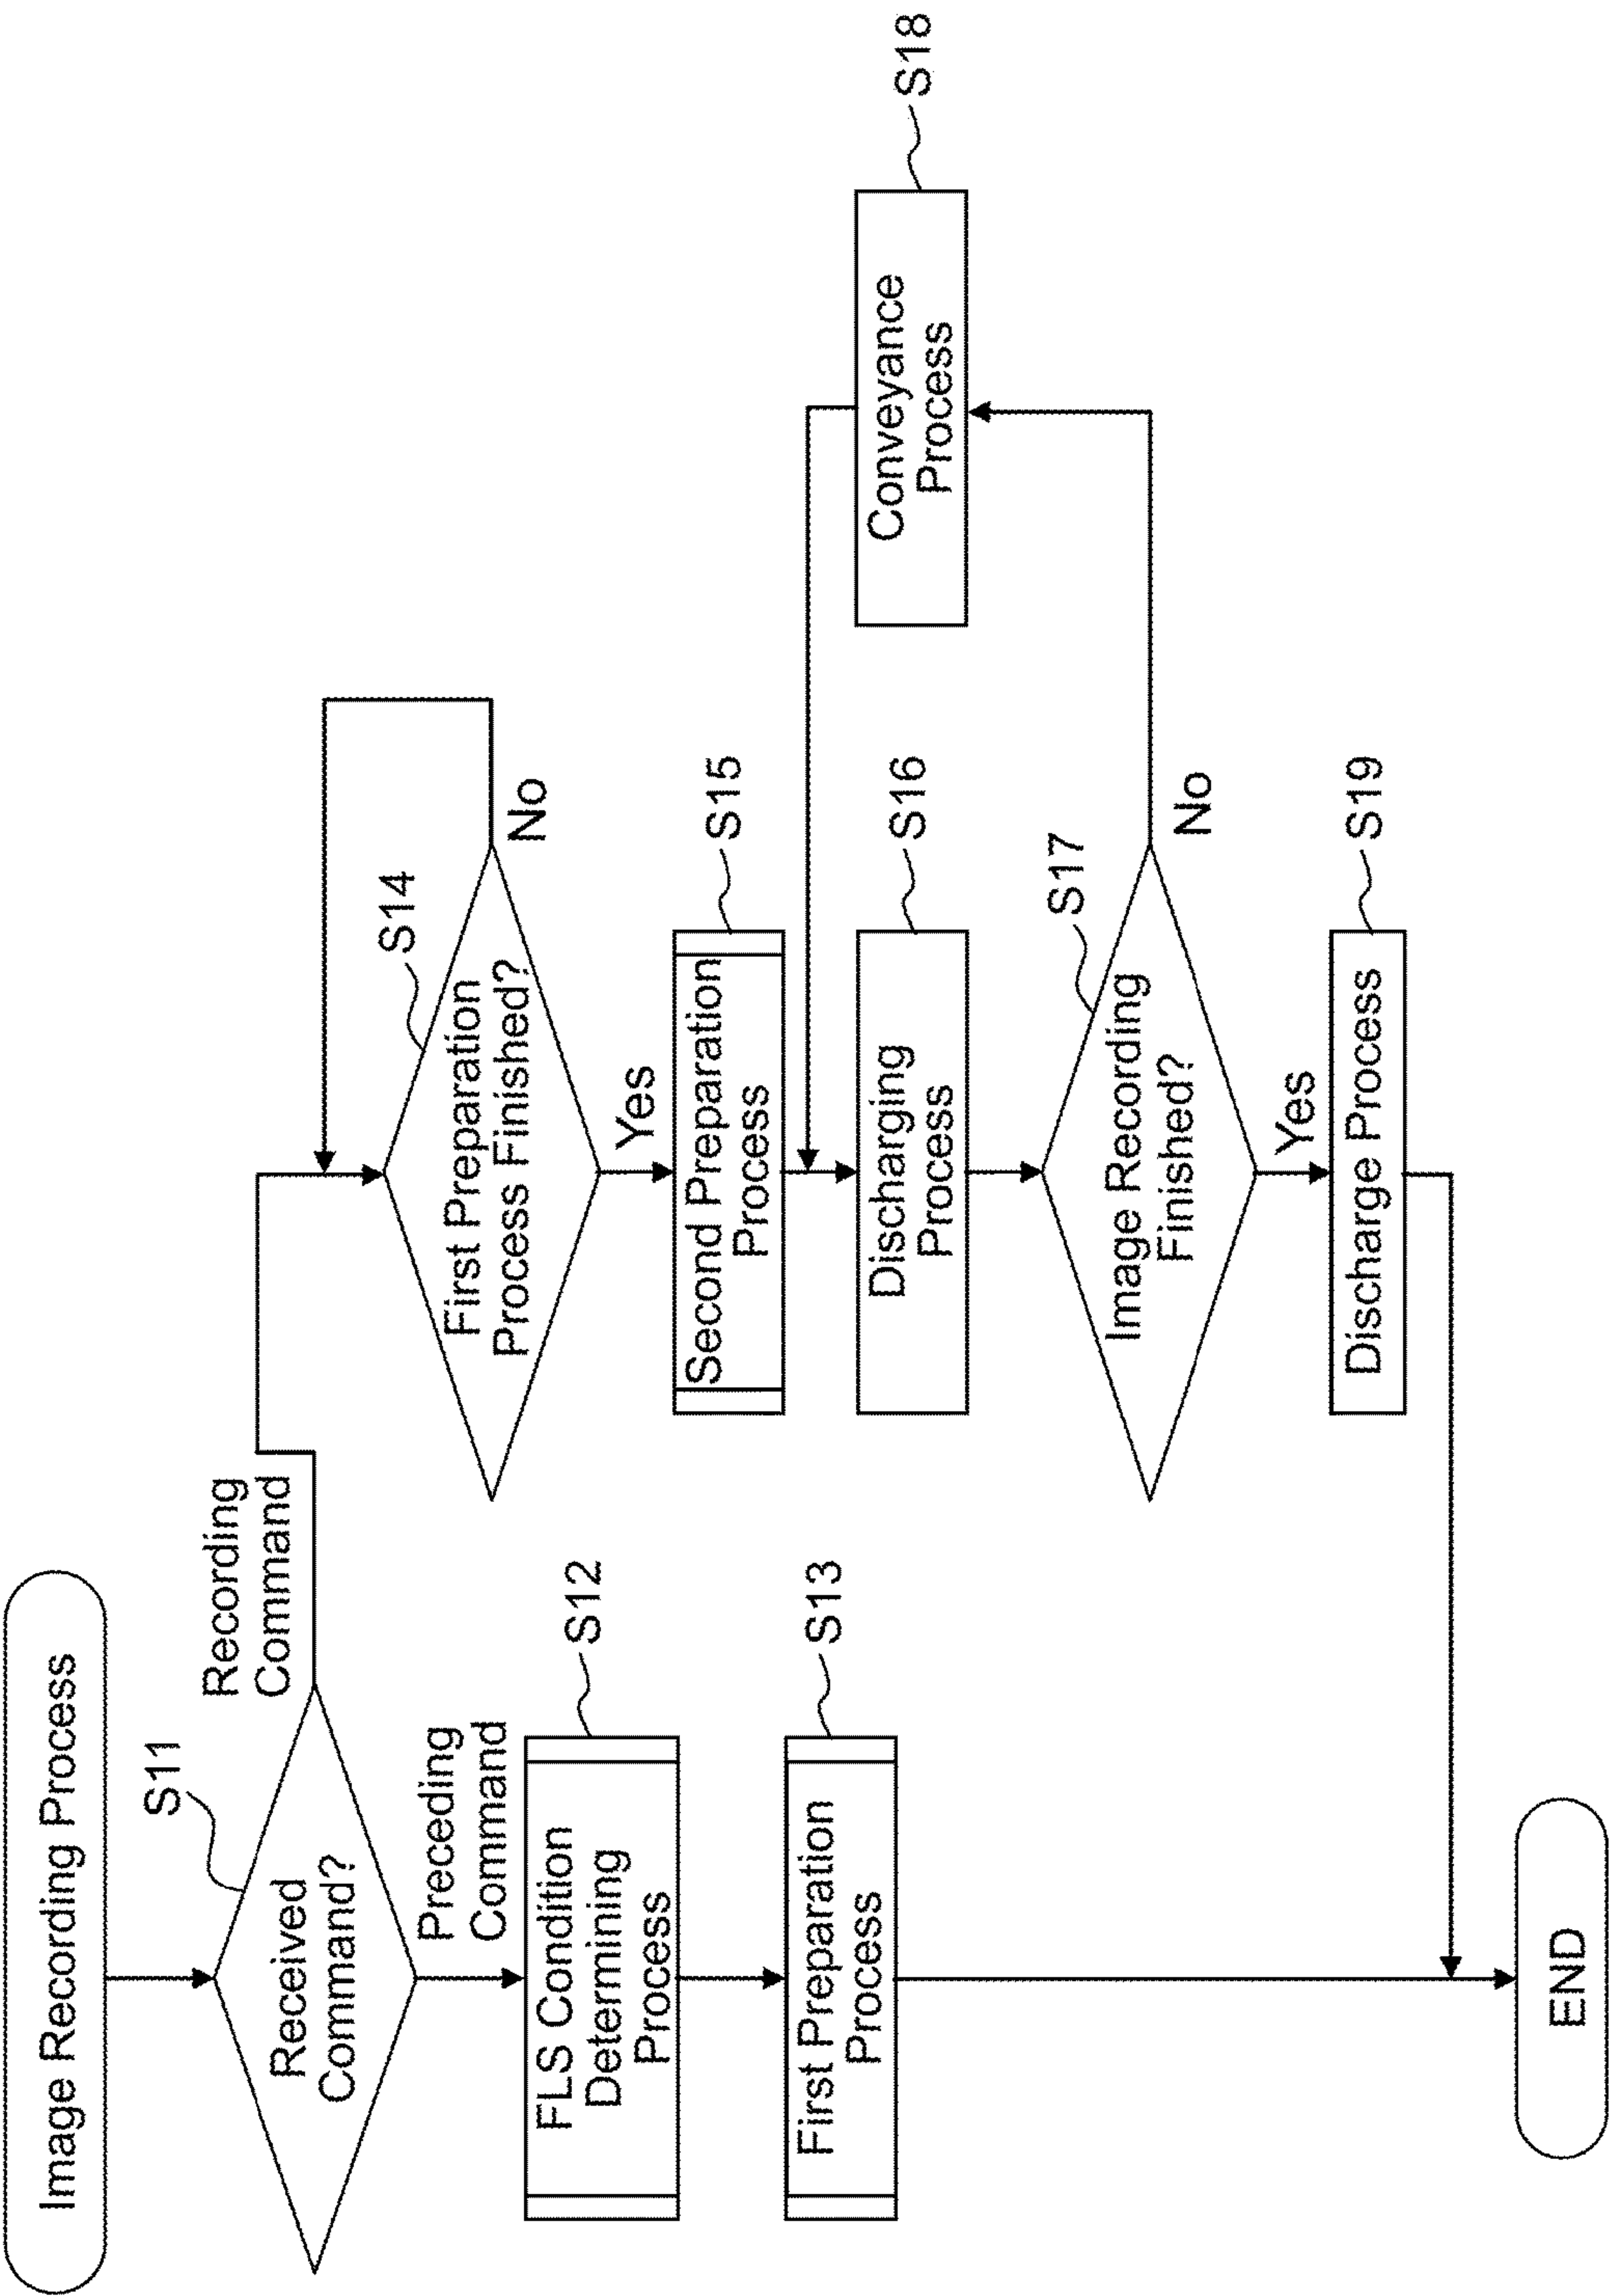 Image Recording Process
S11
Received
Command?
Recording
Command
Preceding
Command
FLS Condition
Determining
Process
S12
First Preparation
Process
S13
S14
First Preparation
Process Finished?
No
Yes
Second Preparation
Process
S15
Discharging
Process
S16
S17
Image Recording
Finished?
No
Conveyance
Process
S18
Yes
Discharge Process
S19
END